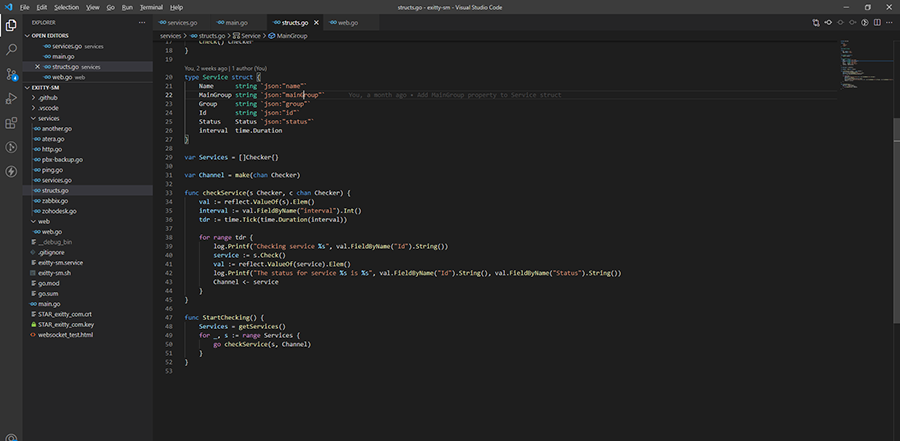 File Edit Selection View Go Run Terminal Help
structs.go - exitty-sm - Visual Studio Code
EXPLORER
services.go main.go structs.go web.go
OPEN EDITORS
services.go services
main.go
structs.go services
web.go web
EXITTY-SM
.github
.vscode
services
another.go
atera.go
http.go
pbx-backup.go
ping.go
services.go
structs.go
zabbix.go
zohodesk.go
web
web.go
__debug_bin
.gitignore
exitty-sm.service
exitty-sm.sh
go.mod
go.sum
main.go
STAR_exitty_com.crt
STAR_exitty_com.key
websocket_test.html
services > structs.go > Service > MainGroup
17 Check() Checker
18 }
19
You, 2 weeks ago | 1 author (You)
20 type Service struct {
21 Name string `json:"name"`
22 MainGroup string `json:"mainGroup"` You, a month ago • Add MainGroup property to Service struct
23 Group string `json:"group"`
24 Id string `json:"id"`
25 Status Status `json:"status"`
26 interval time.Duration
27 }
28
29 var Services = []Checker{}
30
31 var Channel = make(chan Checker)
32
33 func checkService(s Checker, c chan Checker) {
34 val := reflect.ValueOf(s).Elem()
35 interval := val.FieldByName("interval").Int()
36 tdr := time.Tick(time.Duration(interval))
37
38 for range tdr {
39 log.Printf("Checking service %s", val.FieldByName("Id").String())
40 service := s.Check()
41 val := reflect.ValueOf(service).Elem()
42 log.Printf("The status for service %s is %s", val.FieldByName("Id").String(), val.FieldByName("Status").String())
43 Channel <- service
44 }
45 }
46
47 func StartChecking() {
48 Services = getServices()
49 for _, s := range Services {
50 go checkService(s, Channel)
51 }
52 }
53